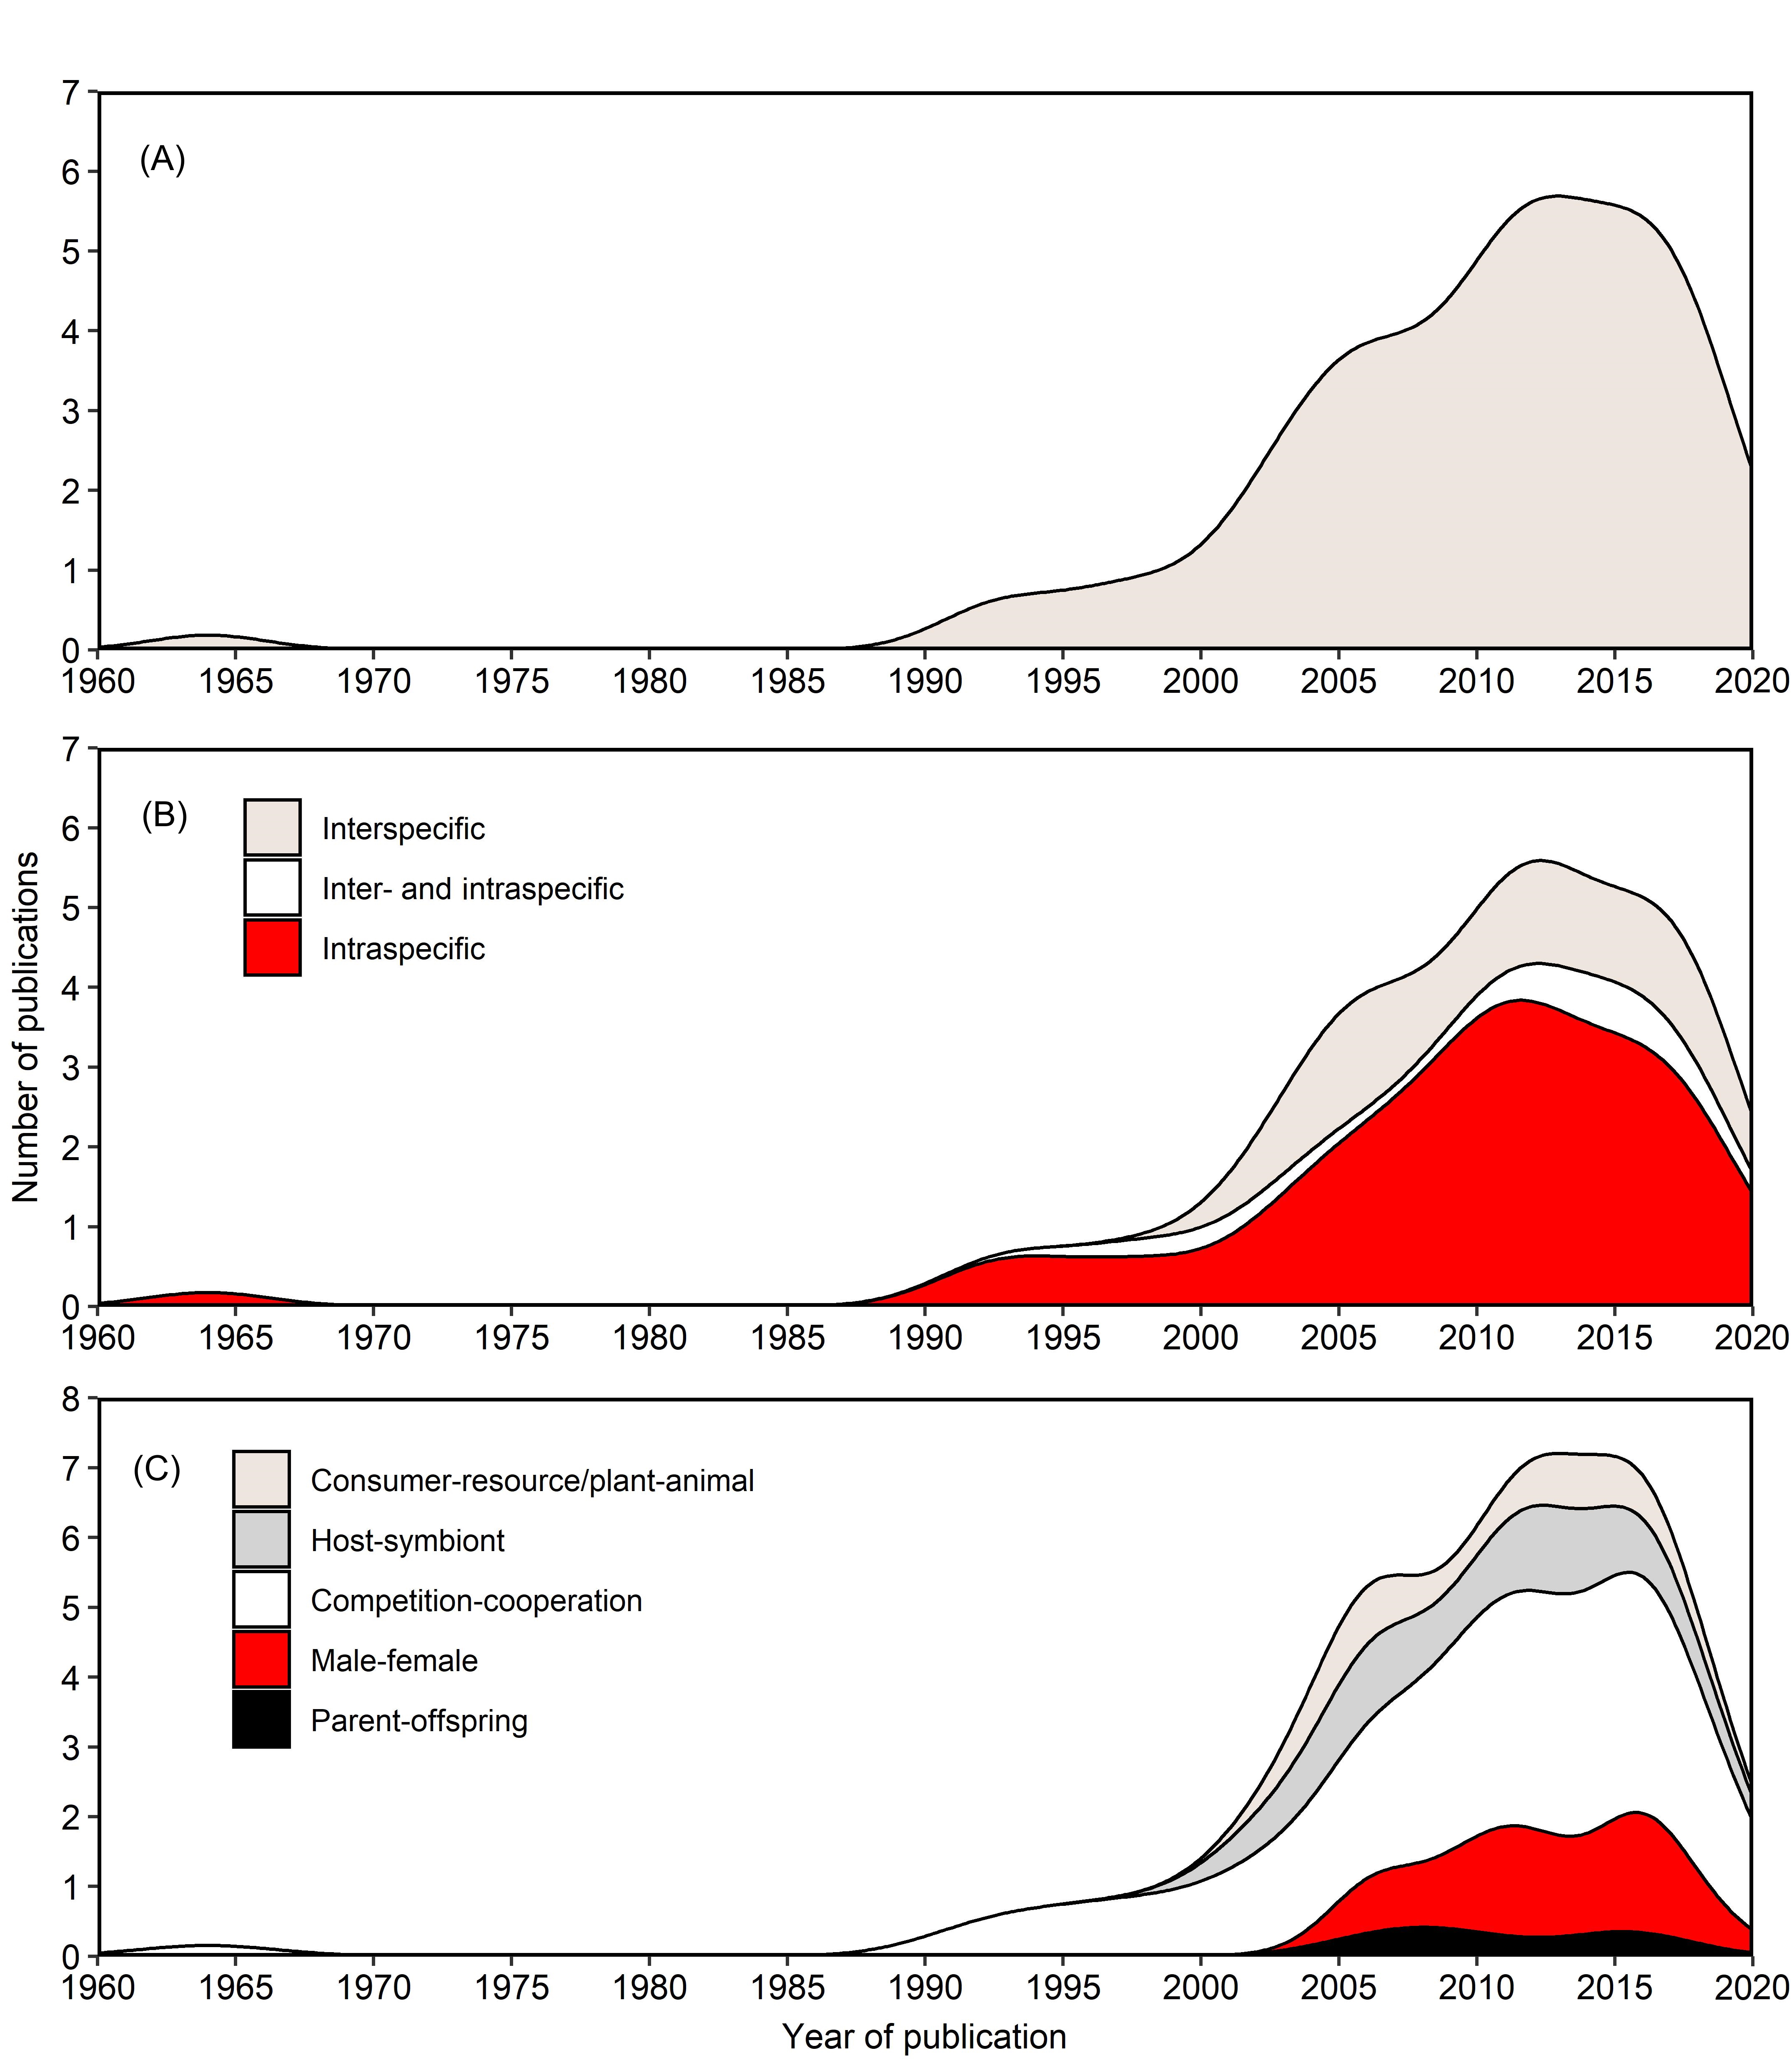 7
(A)
6
5
4
3
2
1
0
1960 1965 1970 1975 1980 1985 1990 1995 2000 2005 2010 2015 2020
Number of publications
7
(B)
6
Interspecific
Inter- and intraspecific
5
Intraspecific
4
3
2
1
0
1960 1965 1970 1975 1980 1985 1990 1995 2000 2005 2010 2015 2020
8
(C)
7
Consumer-resource/plant-animal
6
Host-symbiont
5
Competition-cooperation
4
Male-female
3
Parent-offspring
2
1
0
1960 1965 1970 1975 1980 1985 1990 1995 2000 2005 2010 2015 2020
Year of publication